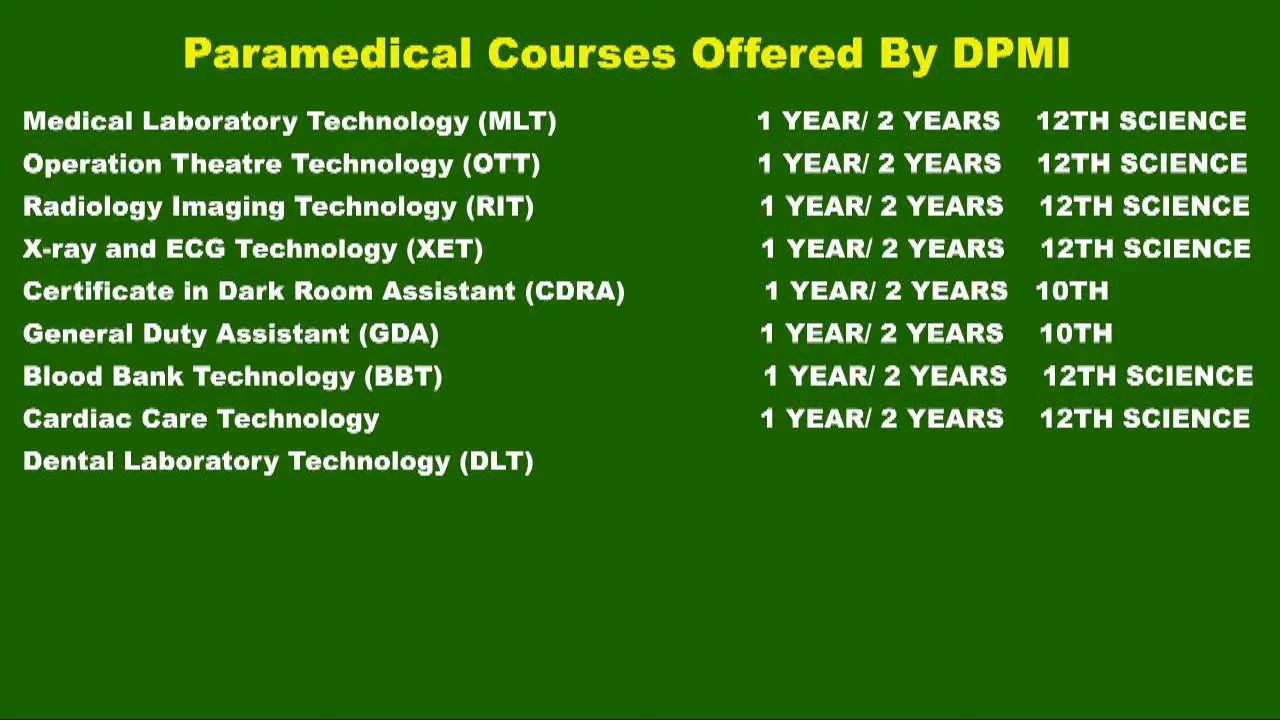 Paramedical Courses Offered By DPMI
Medical Laboratory Technology (MLT) 1 YEAR/ 2 YEARS 12TH SCIENCE
Operation Theatre Technology (OTT) 1 YEAR/ 2 YEARS 12TH SCIENCE
Radiology Imaging Technology (RIT) 1 YEAR/ 2 YEARS 12TH SCIENCE
X-ray and ECG Technology (XET) 1 YEAR/ 2 YEARS 12TH SCIENCE
Certificate in Dark Room Assistant (CDRA) 1 YEAR/ 2 YEARS 10TH
General Duty Assistant (GDA) 1 YEAR/ 2 YEARS 10TH
Blood Bank Technology (BBT) 1 YEAR/ 2 YEARS 12TH SCIENCE
Cardiac Care Technology 1 YEAR/ 2 YEARS 12TH SCIENCE
Dental Laboratory Technology (DLT)